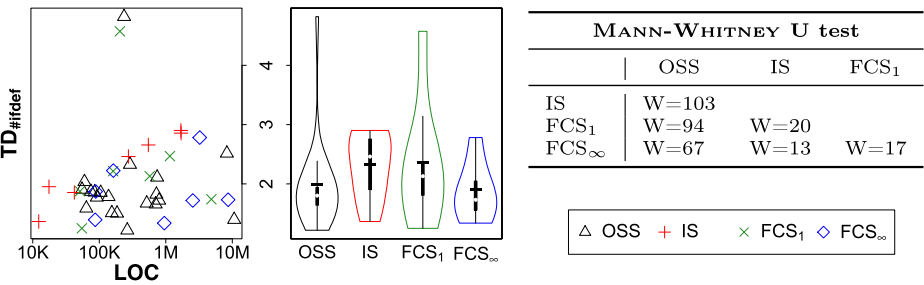 TD#ifdef
10K 100K 1M 10M
LOC
4
3
2
OSS IS FCS₁ FCS∞
MANN-WHITNEY U test
OSS IS FCS₁
IS W=103
FCS₁ W=94 W=20
FCS∞ W=67 W=13 W=17
OSS IS FCS₁ FCS∞